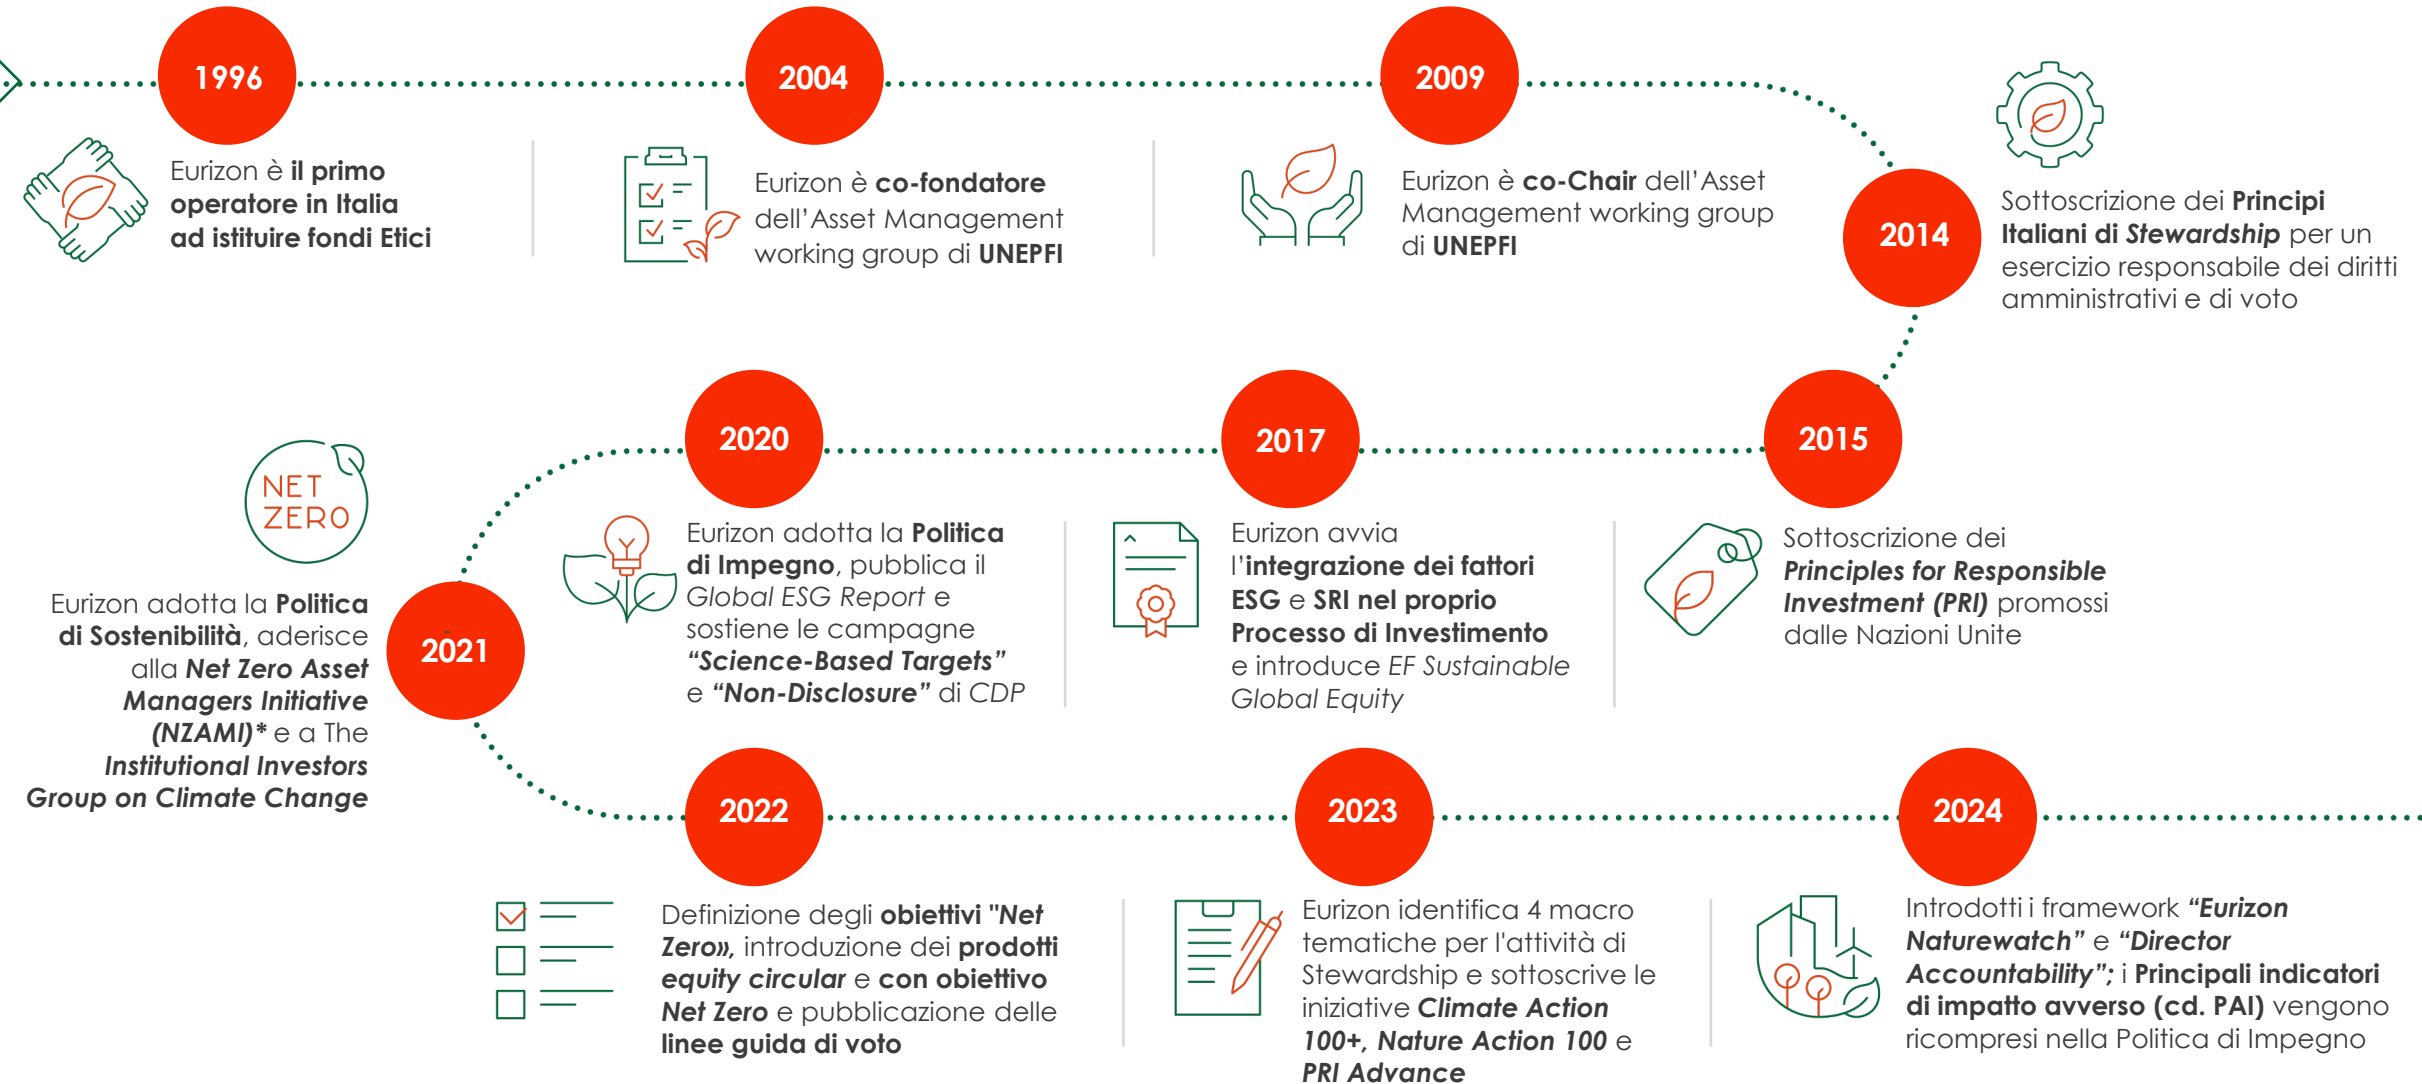 1996
Eurizon è il primo
operatore in Italia
ad istituire fondi Etici
2004
Eurizon è co-fondatore
dell’Asset Management
working group di UNEPFI
2009
Eurizon è co-Chair dell’Asset
Management working group
di UNEPFI
2014
Sottoscrizione dei Principi
Italiani di Stewardship per un
esercizio responsabile dei diritti
amministrativi e di voto
2015
Sottoscrizione dei
Principles for Responsible
Investment (PRI) promossi
dalle Nazioni Unite
2017
Eurizon avvia
l’integrazione dei fattori
ESG e SRI nel proprio
Processo di Investimento
e introduce EF Sustainable
Global Equity
2020
Eurizon adotta la Politica
di Impegno, pubblica il
Global ESG Report e
sostiene le campagne
“Science-Based Targets”
e “Non-Disclosure” di CDP
NET
ZERO
2021
Eurizon adotta la Politica
di Sostenibilità, aderisce
alla Net Zero Asset
Managers Initiative
(NZAMI)* e a The
Institutional Investors
Group on Climate Change
2022
Definizione degli obiettivi "Net
Zero», introduzione dei prodotti
equity circular e con obiettivo
Net Zero e pubblicazione delle
linee guida di voto
2023
Eurizon identifica 4 macro
tematiche per l'attività di
Stewardship e sottoscrive le
iniziative Climate Action
100+, Nature Action 100 e
PRI Advance
2024
Introdotti i framework “Eurizon
Naturewatch” e “Director
Accountability”; i Principali indicatori
di impatto avverso (cd. PAI) vengono
ricompresi nella Politica di Impegno